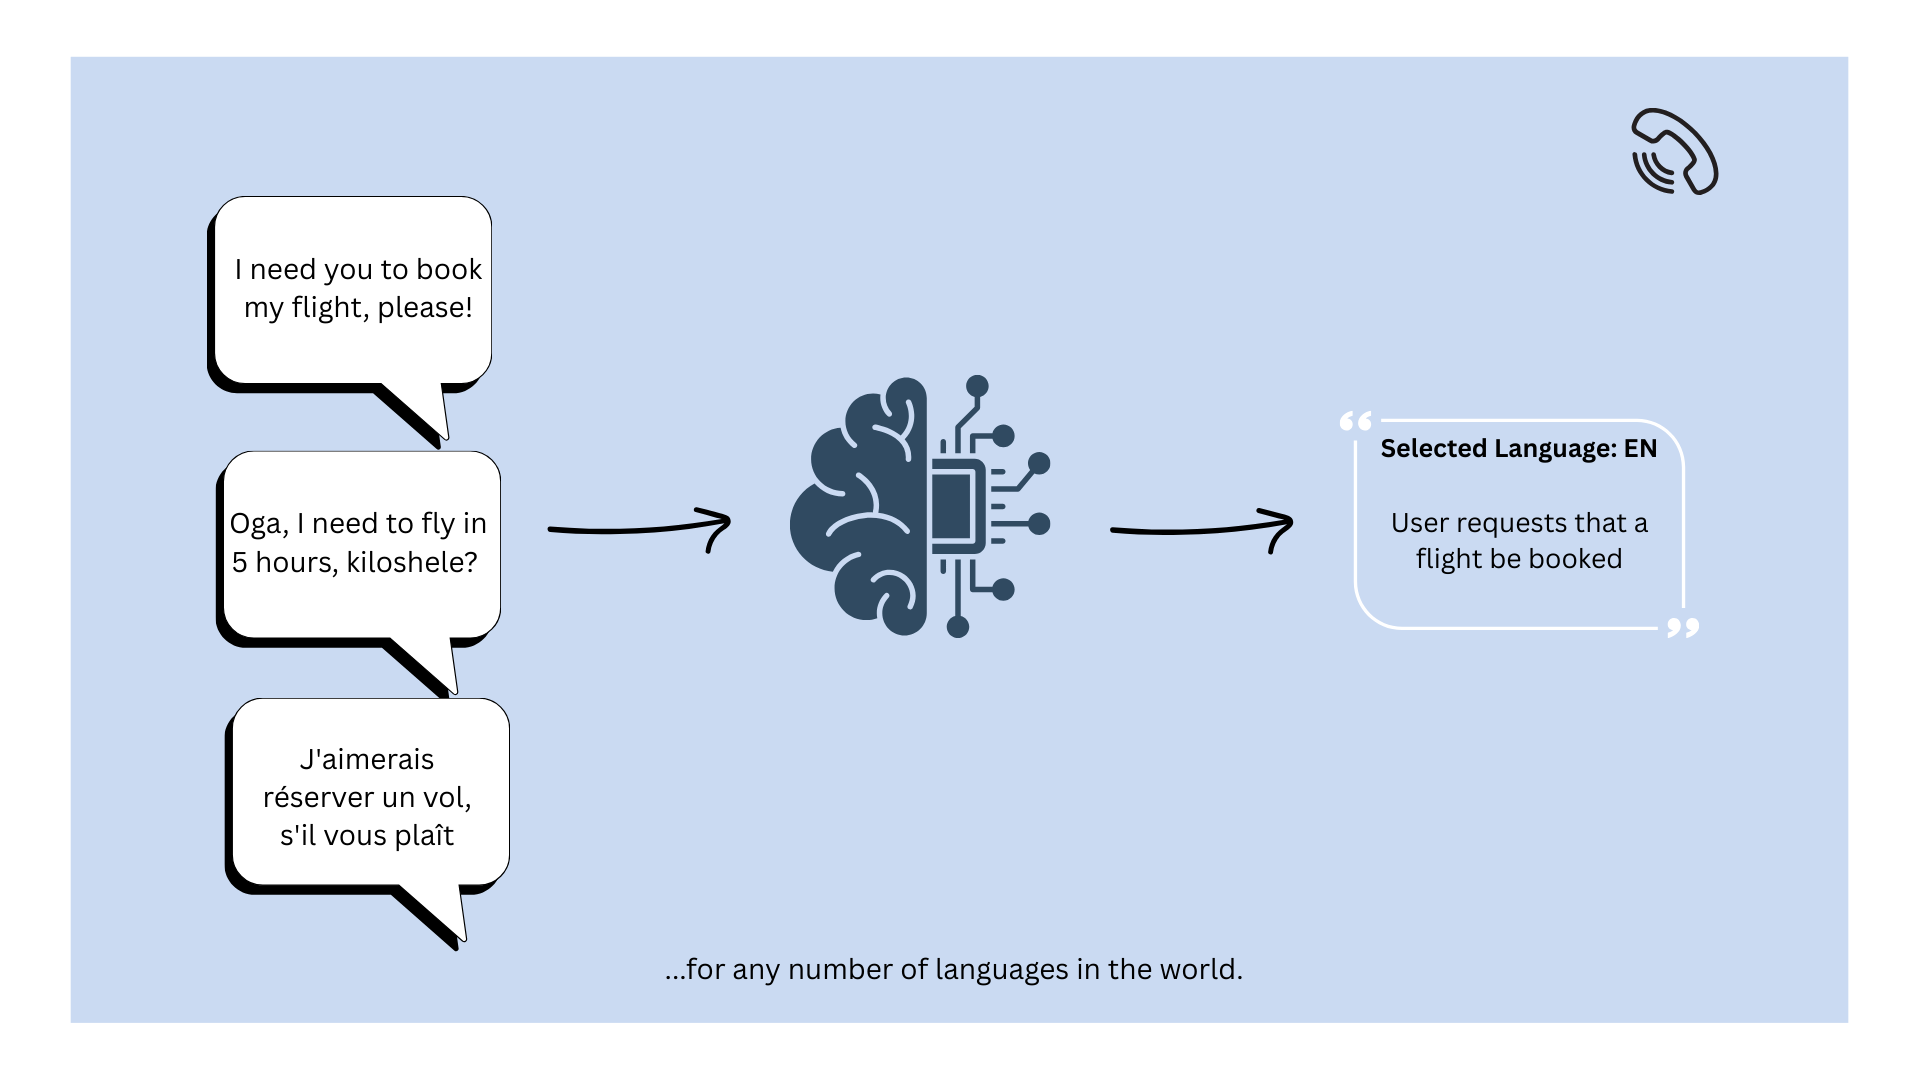 I need you to book
my flight, please!
Oga, I need to fly in
5 hours, kiloshele?
J'aimerais
réserver un vol,
s'il vous plaît
“
Selected Language: EN
User requests that a
flight be booked
”
...for any number of languages in the world.